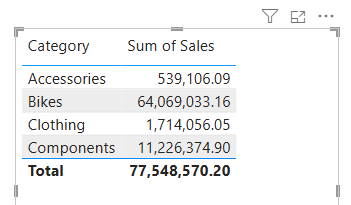 Category Sum of Sales
Accessories 539,106.09
Bikes 64,069,033.16
Clothing 1,714,056.05
Components 11,226,374.90
Total 77,548,570.20